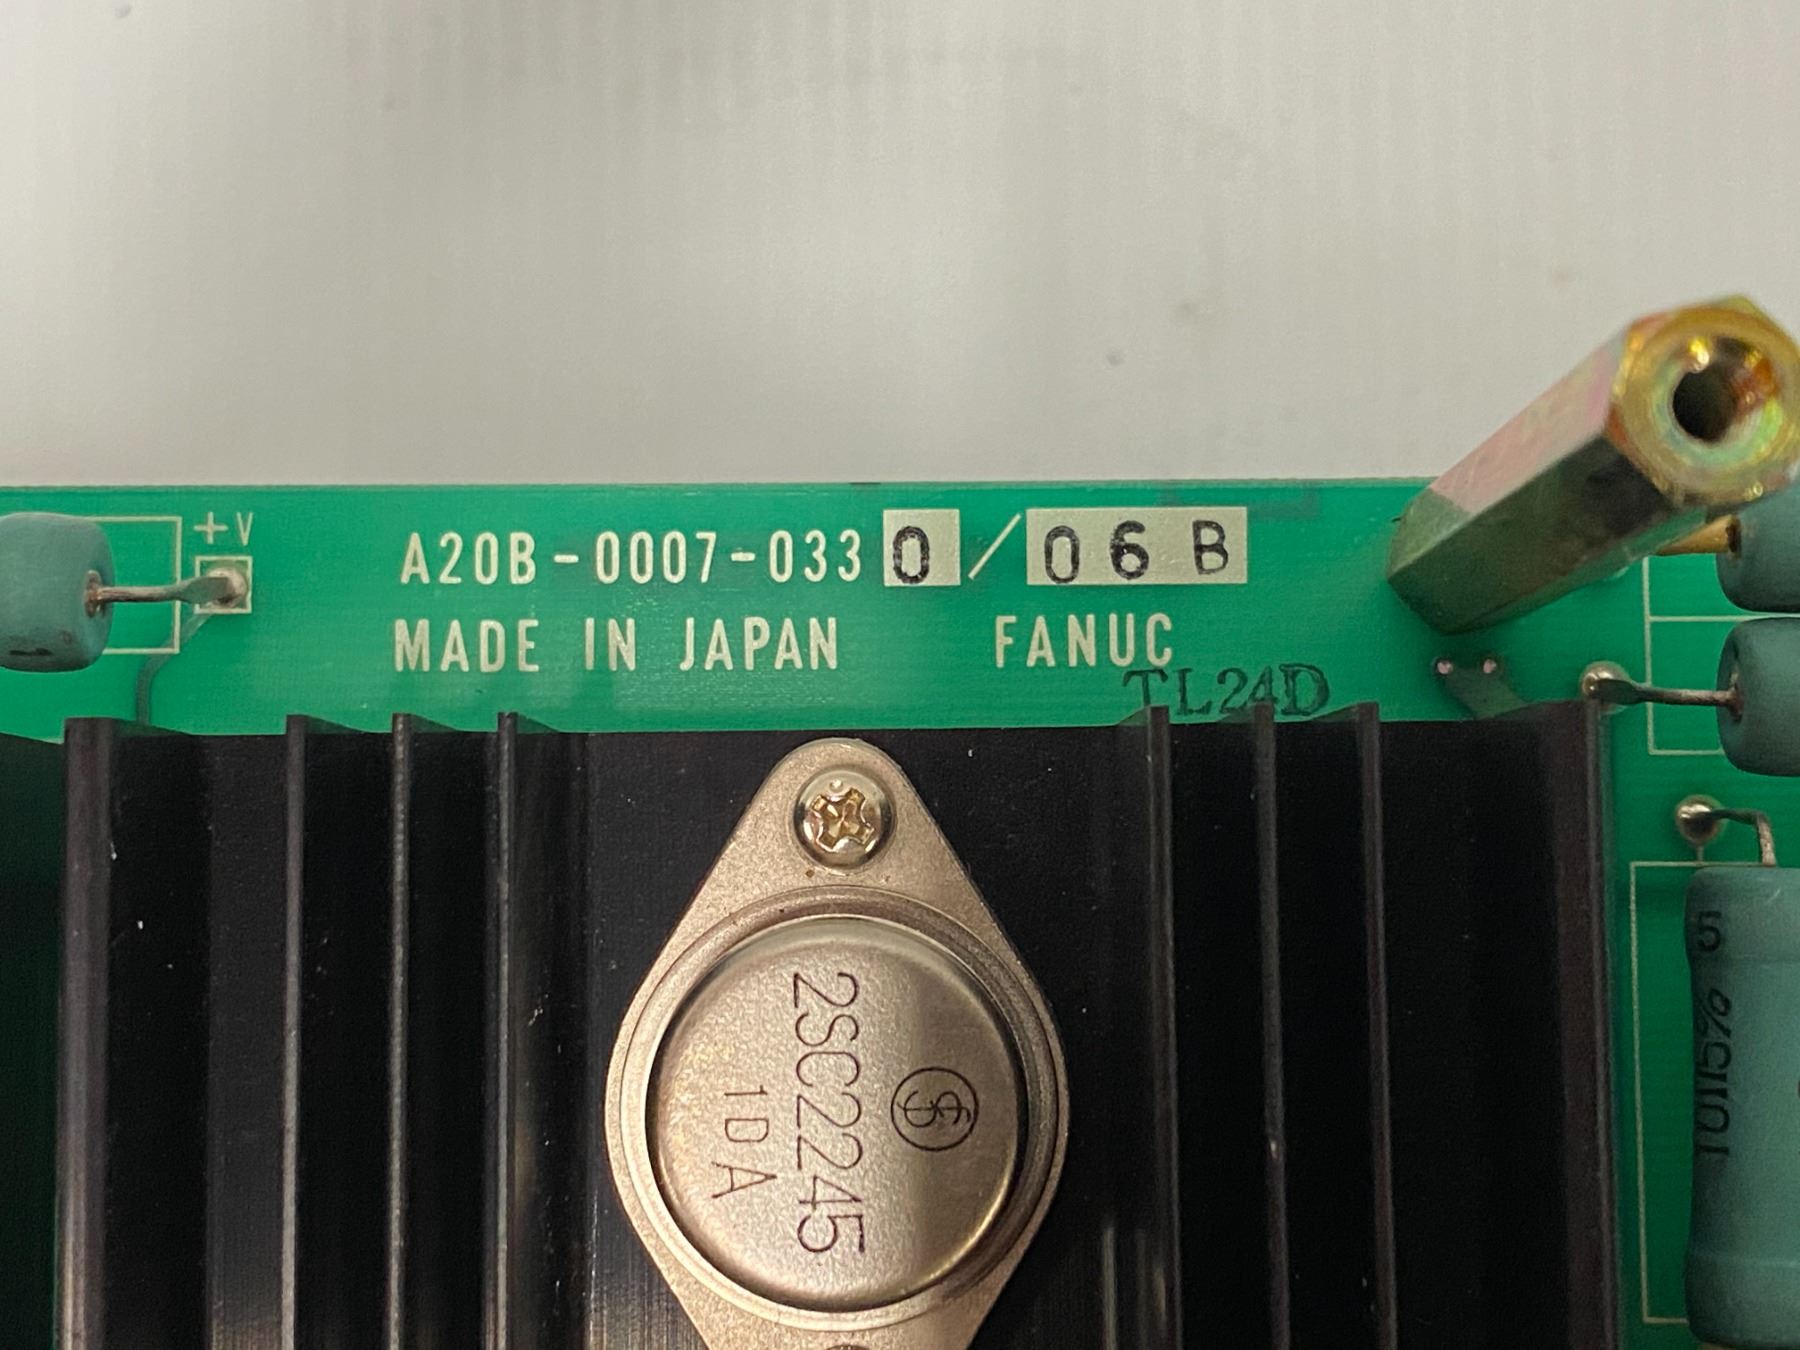 +V
A20B-0007-0330/06B
MADE IN JAPAN FANUC
TL24D
2SC2245
1DA